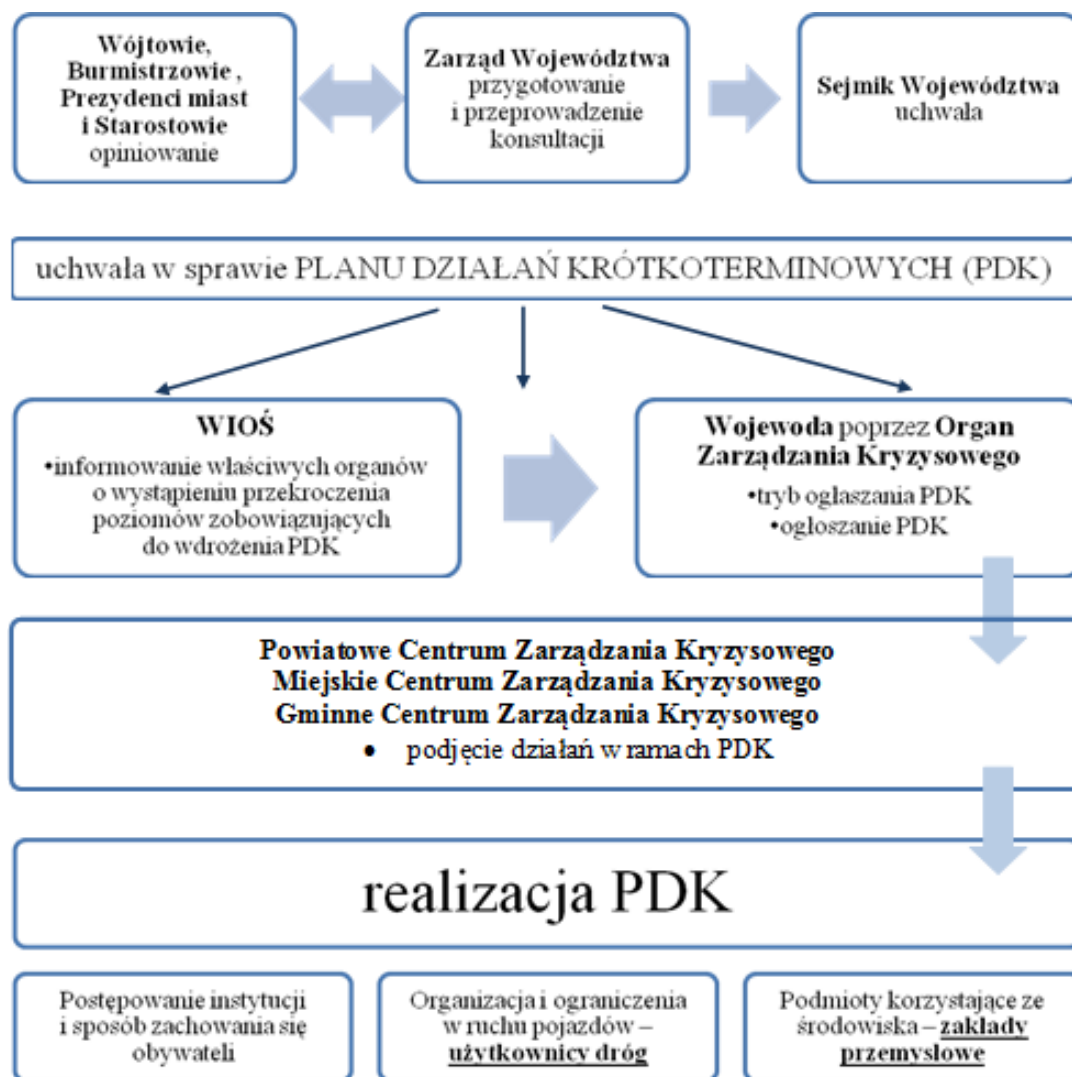 Wójtowie,
Burmistrzowie ,
Prezydenci miast
i Starostowie
opiniowanie
Zarząd Województwa
przygotowanie
i przeprowadzenie
konsultacji
Sejmik Województwa
uchwala
uchwała w sprawie PLANU DZIAŁAŃ KRÓTKOTERMINOWYCH (PDK)
WIOŚ
•informowanie właściwych organów
o wystąpieniu przekroczenia
poziomów zobowiązujących
do wdrożenia PDK
Wojewoda poprzez Organ
Zarządzania Kryzysowego
•tryb ogłaszania PDK
•ogłoszanie PDK
Powiatowe Centrum Zarządzania Kryzysowego
Miejskie Centrum Zarządzania Kryzysowego
Gminne Centrum Zarządzania Kryzysowego
• podjęcie działań w ramach PDK
realizacja PDK
Postępowanie instytucji
i sposób zachowania się
obywateli
Organizacja i ograniczenia
w ruchu pojazdów –
użytkownicy dróg
Podmioty korzystające ze
środowiska – zakłady
przemysłowe